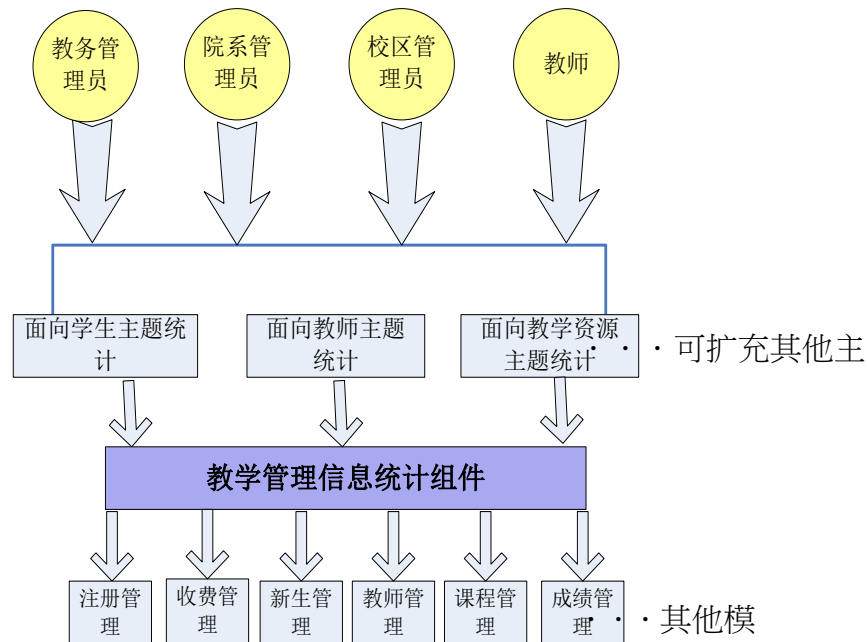 教务管
理员
院系管
理员
校区管
理员
教师
面向学生主题统
计
面向教师主题
统计
面向教学资源
主题统计
···可扩充其他主
教学管理信息统计组件
注册管
理
收费管
理
新生管
理
教师管
理
课程管
理
成绩管
理
···其他模